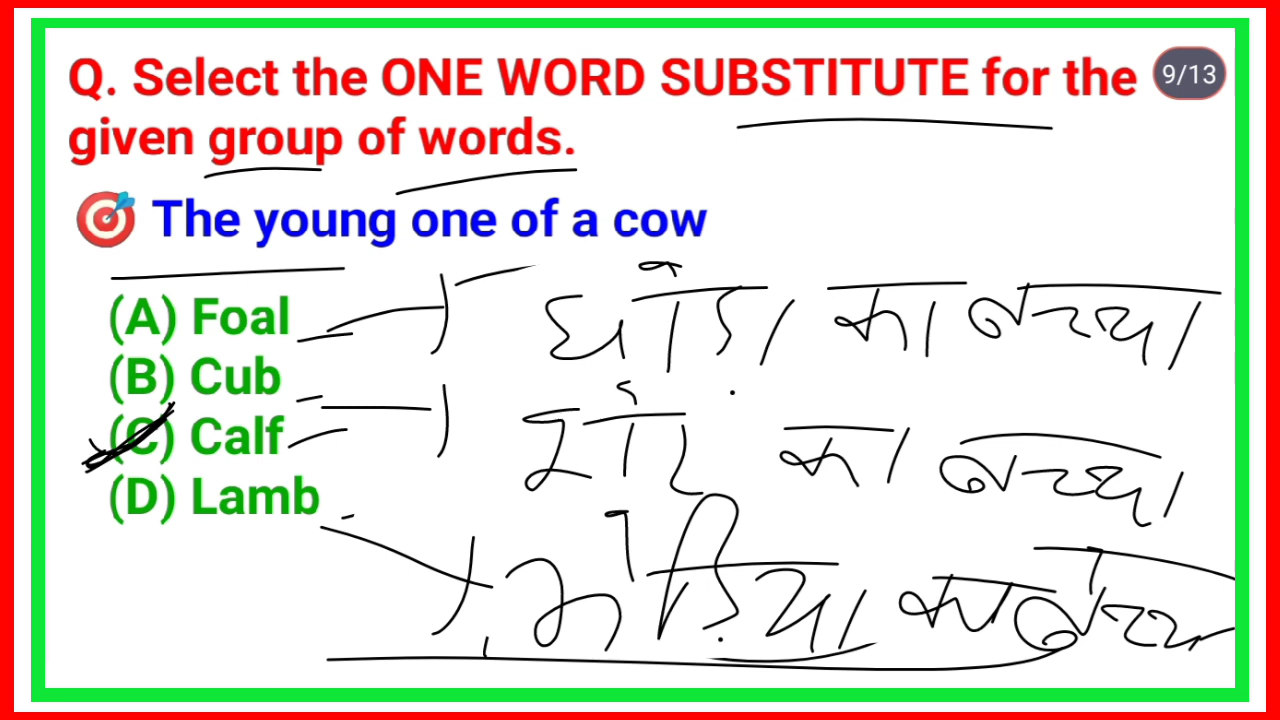 Q. Select the ONE WORD SUBSTITUTE for the 9/13
given group of words.
🎯 The young one of a cow
(A) Foal घोड़ा का बच्चा
(B) Cub शेर का बच्चा
(C) Calf
(D) Lamb का बच्चा